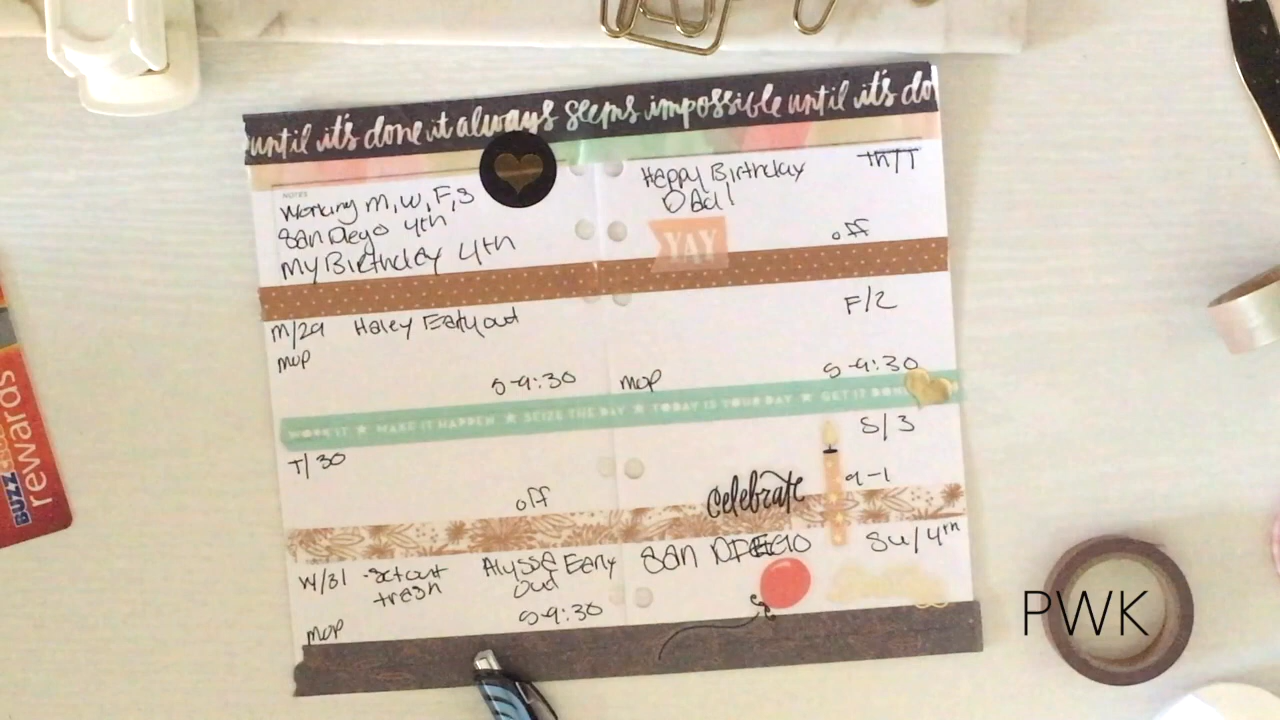 until it's done it always seems impossible until it's do
NOTES
Working M, W, F, S
San Deigo 4th
My Birthday 4th
M/29 Haley Early out
mop
5-9:30
WORK IT ★ MAKE IT HAPPEN ★ SEIZE THE DAY ★ TODAY IS YOUR DAY ★ GET IT DON
T/30
off
W/31 -set out trash
Alyssa Early out
5-9:30
mop
Happy Birthday
Dad!
Th/1
YAY
off
F/2
mop
5-9:30
S/3
9-1
Celebrate
San DIEGO
Su/4th
BUZZ
rewards
PWK